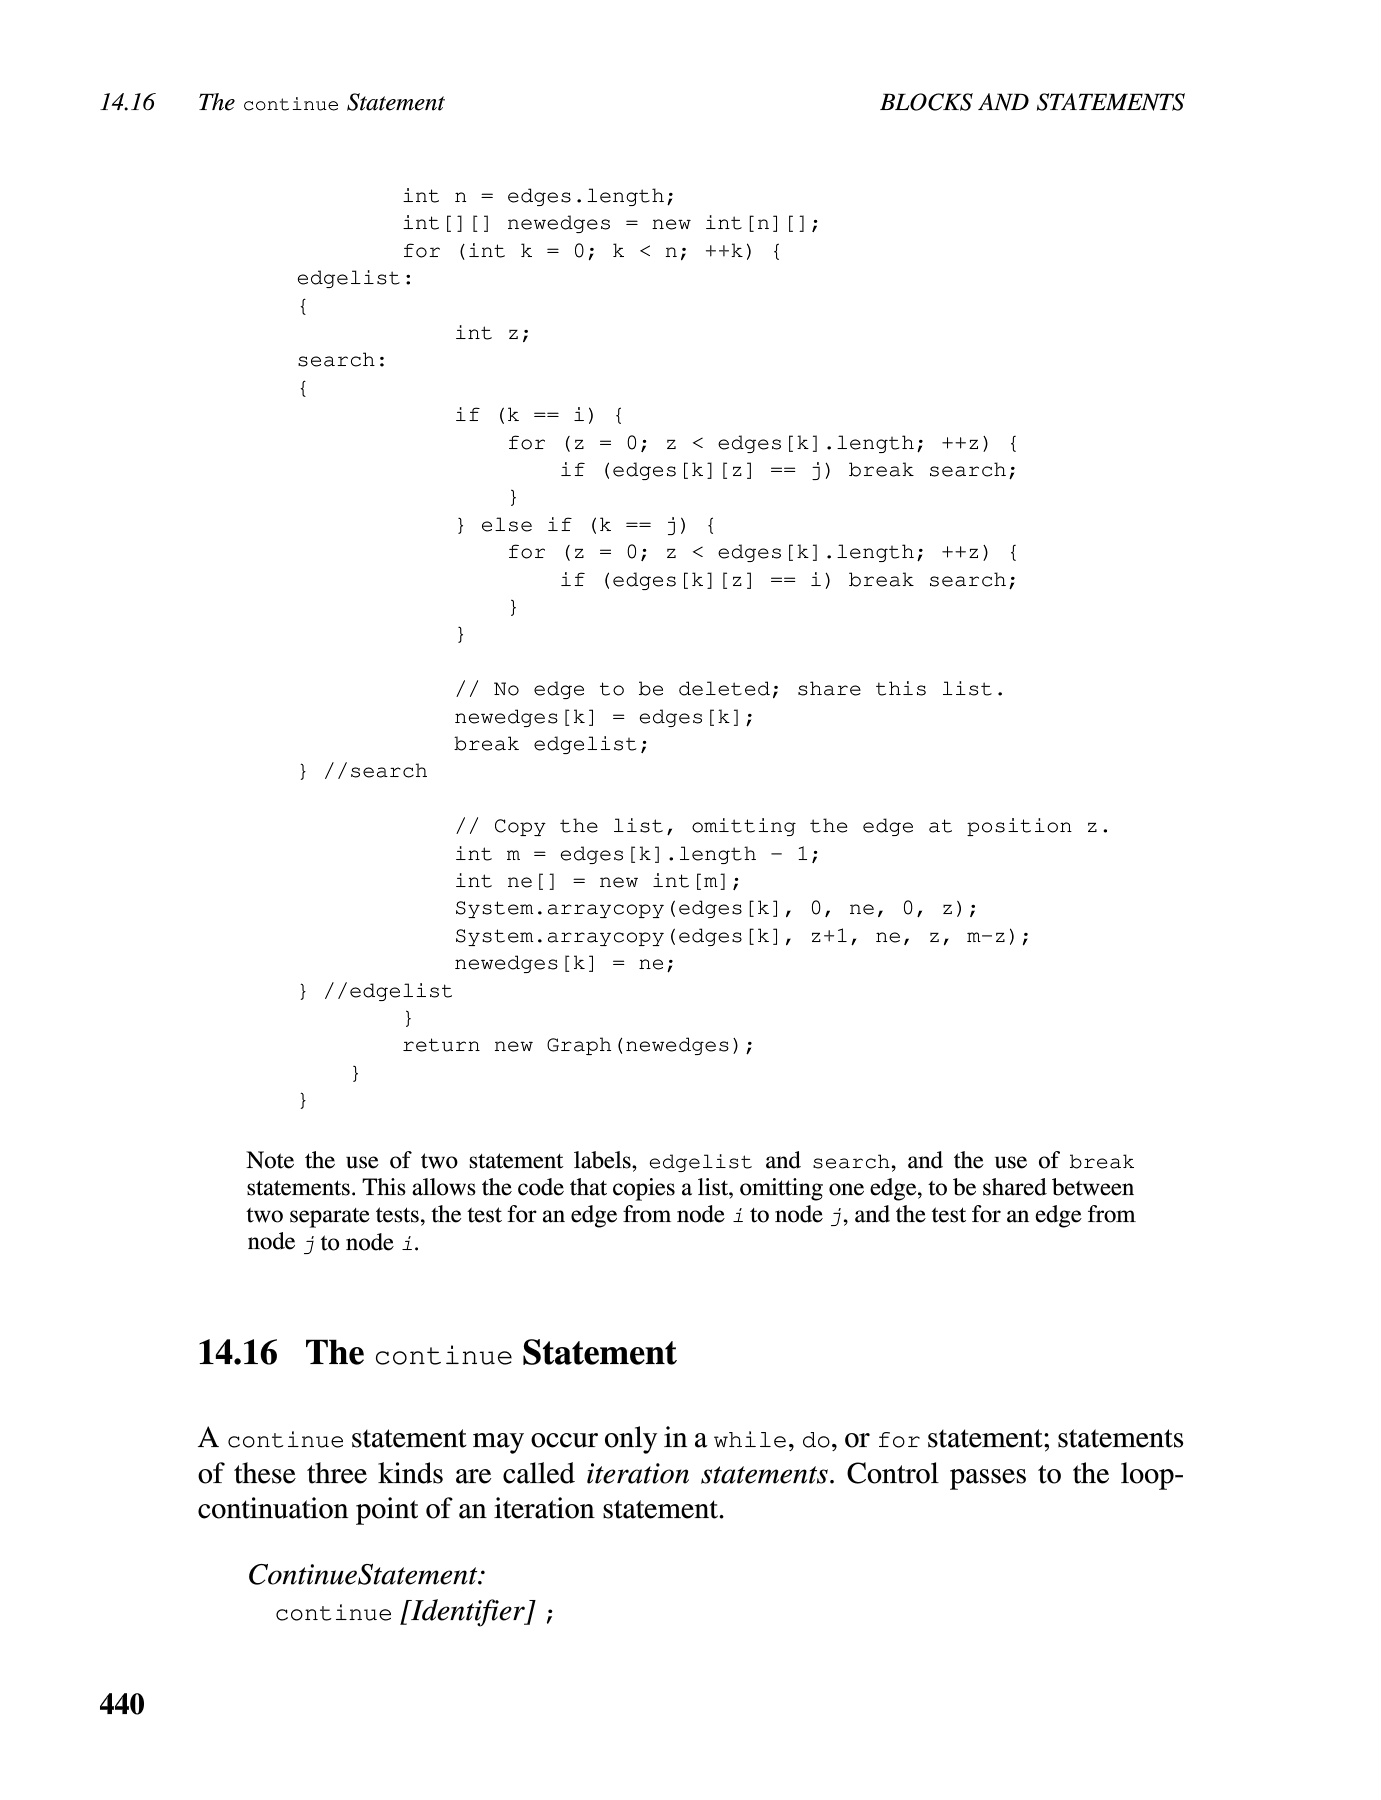 14.16 The continue Statement BLOCKS AND STATEMENTS
        int n = edges.length;
        int[][] newedges = new int[n][];
        for (int k = 0; k < n; ++k) {
edgelist:
{
            int z;
search:
{
            if (k == i) {
                for (z = 0; z < edges[k].length; ++z) {
                    if (edges[k][z] == j) break search;
                }
            } else if (k == j) {
                for (z = 0; z < edges[k].length; ++z) {
                    if (edges[k][z] == i) break search;
                }
            }
            // No edge to be deleted; share this list.
            newedges[k] = edges[k];
            break edgelist;
} //search
            // Copy the list, omitting the edge at position z.
            int m = edges[k].length - 1;
            int ne[] = new int[m];
            System.arraycopy(edges[k], 0, ne, 0, z);
            System.arraycopy(edges[k], z+1, ne, z, m-z);
            newedges[k] = ne;
} //edgelist
        }
        return new Graph(newedges);
    }
}
Note the use of two statement labels, edgelist and search, and the use of break
statements. This allows the code that copies a list, omitting one edge, to be shared between
two separate tests, the test for an edge from node i to node j, and the test for an edge from
node j to node i.
14.16 The continue Statement
A continue statement may occur only in a while, do, or for statement; statements
of these three kinds are called iteration statements. Control passes to the loop-
continuation point of an iteration statement.
ContinueStatement:
continue [Identifier] ;
440